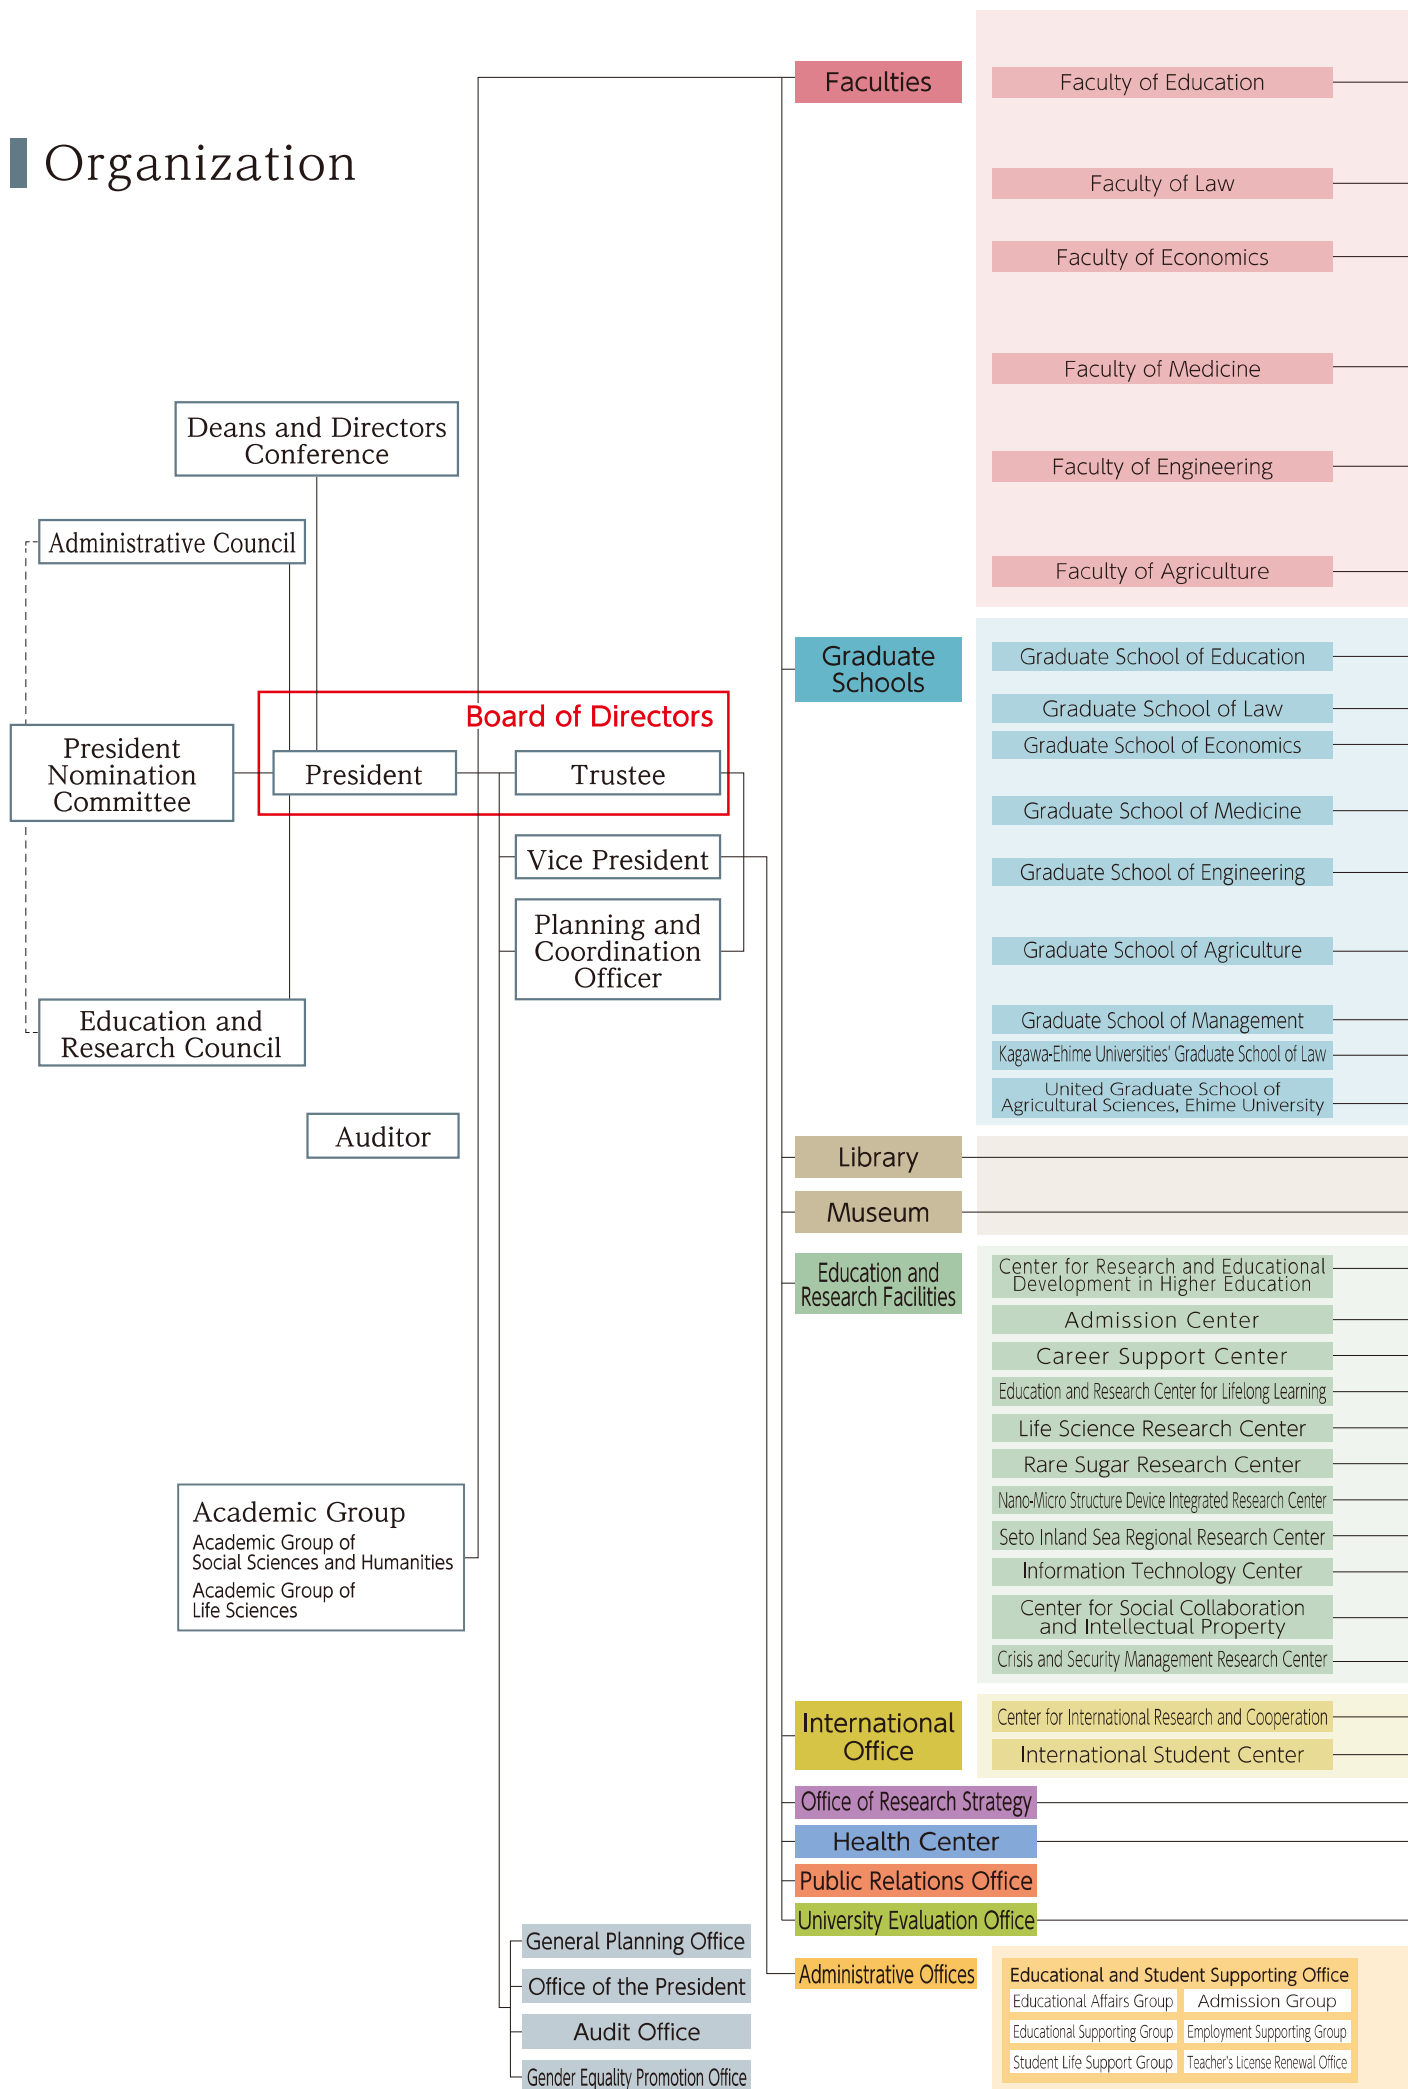 Organization
Deans and Directors
Conference
Administrative Council
President
Nomination
Committee
Board of Directors
President
Trustee
Vice President
Planning and
Coordination
Officer
Education and
Research Council
Auditor
Academic Group
Academic Group of
Social Sciences and Humanities
Academic Group of
Life Sciences
General Planning Office
Office of the President
Audit Office
Gender Equality Promotion Office
Faculties
Faculty of Education
Faculty of Law
Faculty of Economics
Faculty of Medicine
Faculty of Engineering
Faculty of Agriculture
Graduate
Schools
Graduate School of Education
Graduate School of Law
Graduate School of Economics
Graduate School of Medicine
Graduate School of Engineering
Graduate School of Agriculture
Graduate School of Management
Kagawa-Ehime Universities' Graduate School of Law
United Graduate School of
Agricultural Sciences, Ehime University
Library
Museum
Education and
Research Facilities
Center for Research and Educational
Development in Higher Education
Admission Center
Career Support Center
Education and Research Center for Lifelong Learning
Life Science Research Center
Rare Sugar Research Center
Nano-Micro Structure Device Integrated Research Center
Seto Inland Sea Regional Research Center
Information Technology Center
Center for Social Collaboration
and Intellectual Property
Crisis and Security Management Research Center
International
Office
Center for International Research and Cooperation
International Student Center
Office of Research Strategy
Health Center
Public Relations Office
University Evaluation Office
Administrative Offices
Educational and Student Supporting Office
Educational Affairs Group
Admission Group
Educational Supporting Group
Employment Supporting Group
Student Life Support Group
Teacher's License Renewal Office